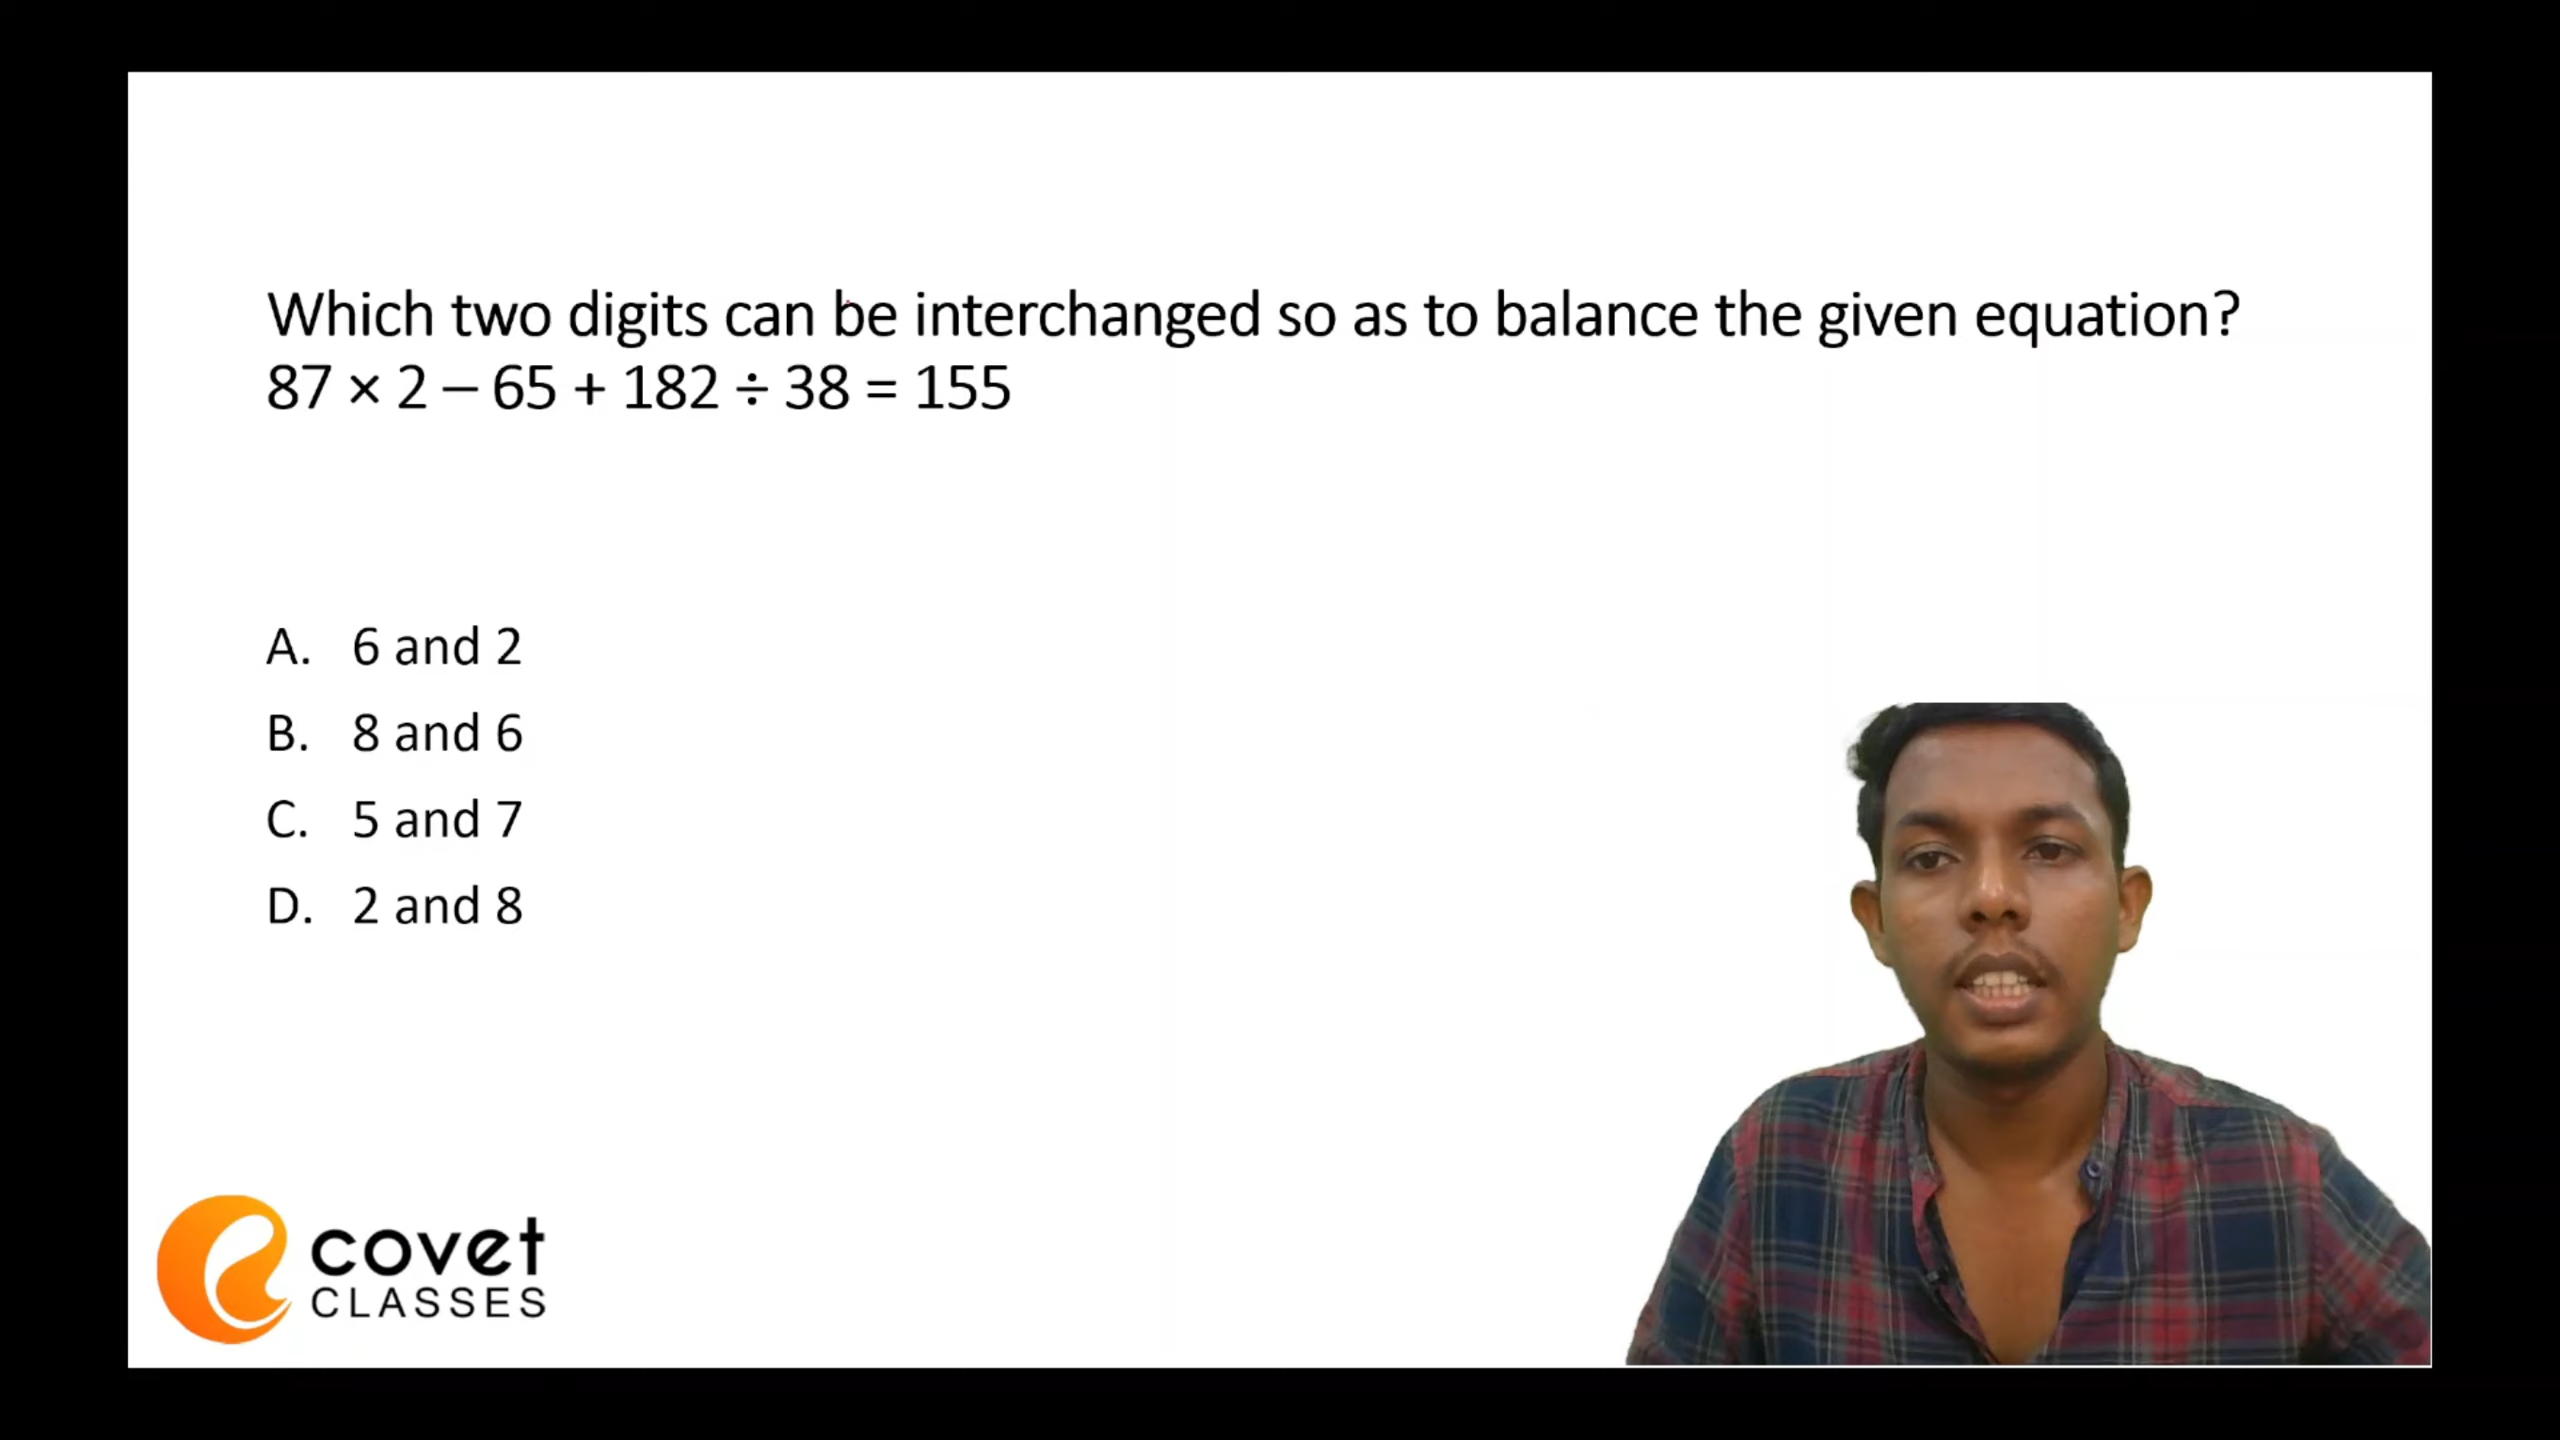 Which two digits can be interchanged so as to balance the given equation?
87 × 2 – 65 + 182 ÷ 38 = 155
A. 6 and 2
B. 8 and 6
C. 5 and 7
D. 2 and 8
covet
CLASSES